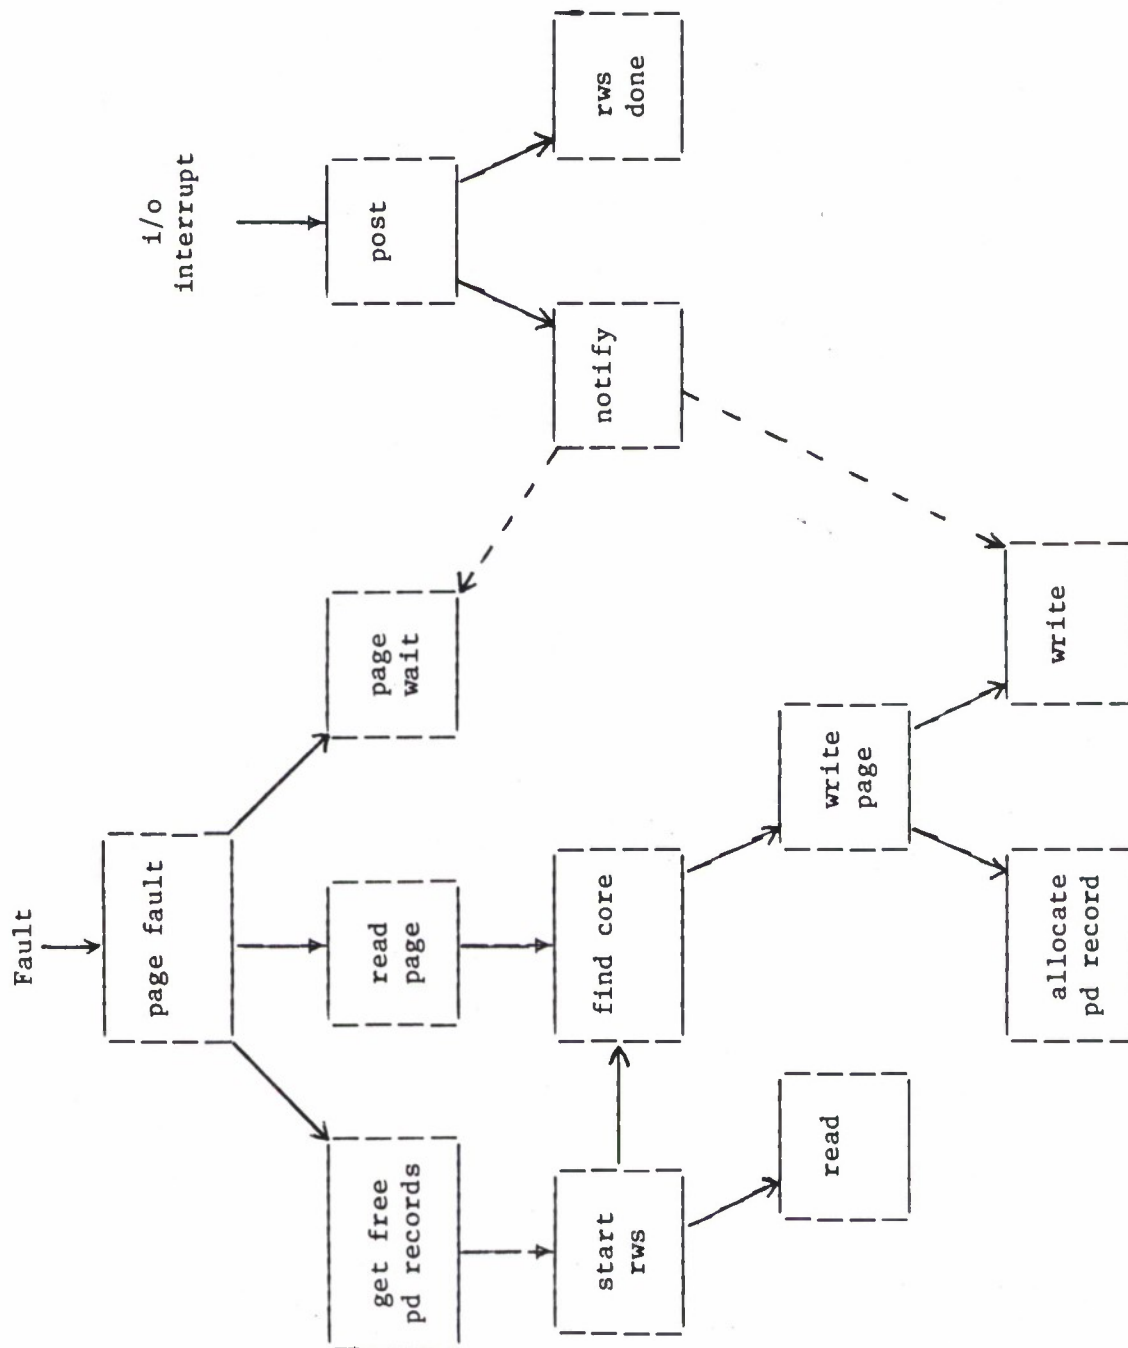 Fault
page fault
get free
pd records
read
page
page
wait
start
rws
find core
read
write
page
allocate
pd record
write
i/o
interrupt
post
notify
rws
done